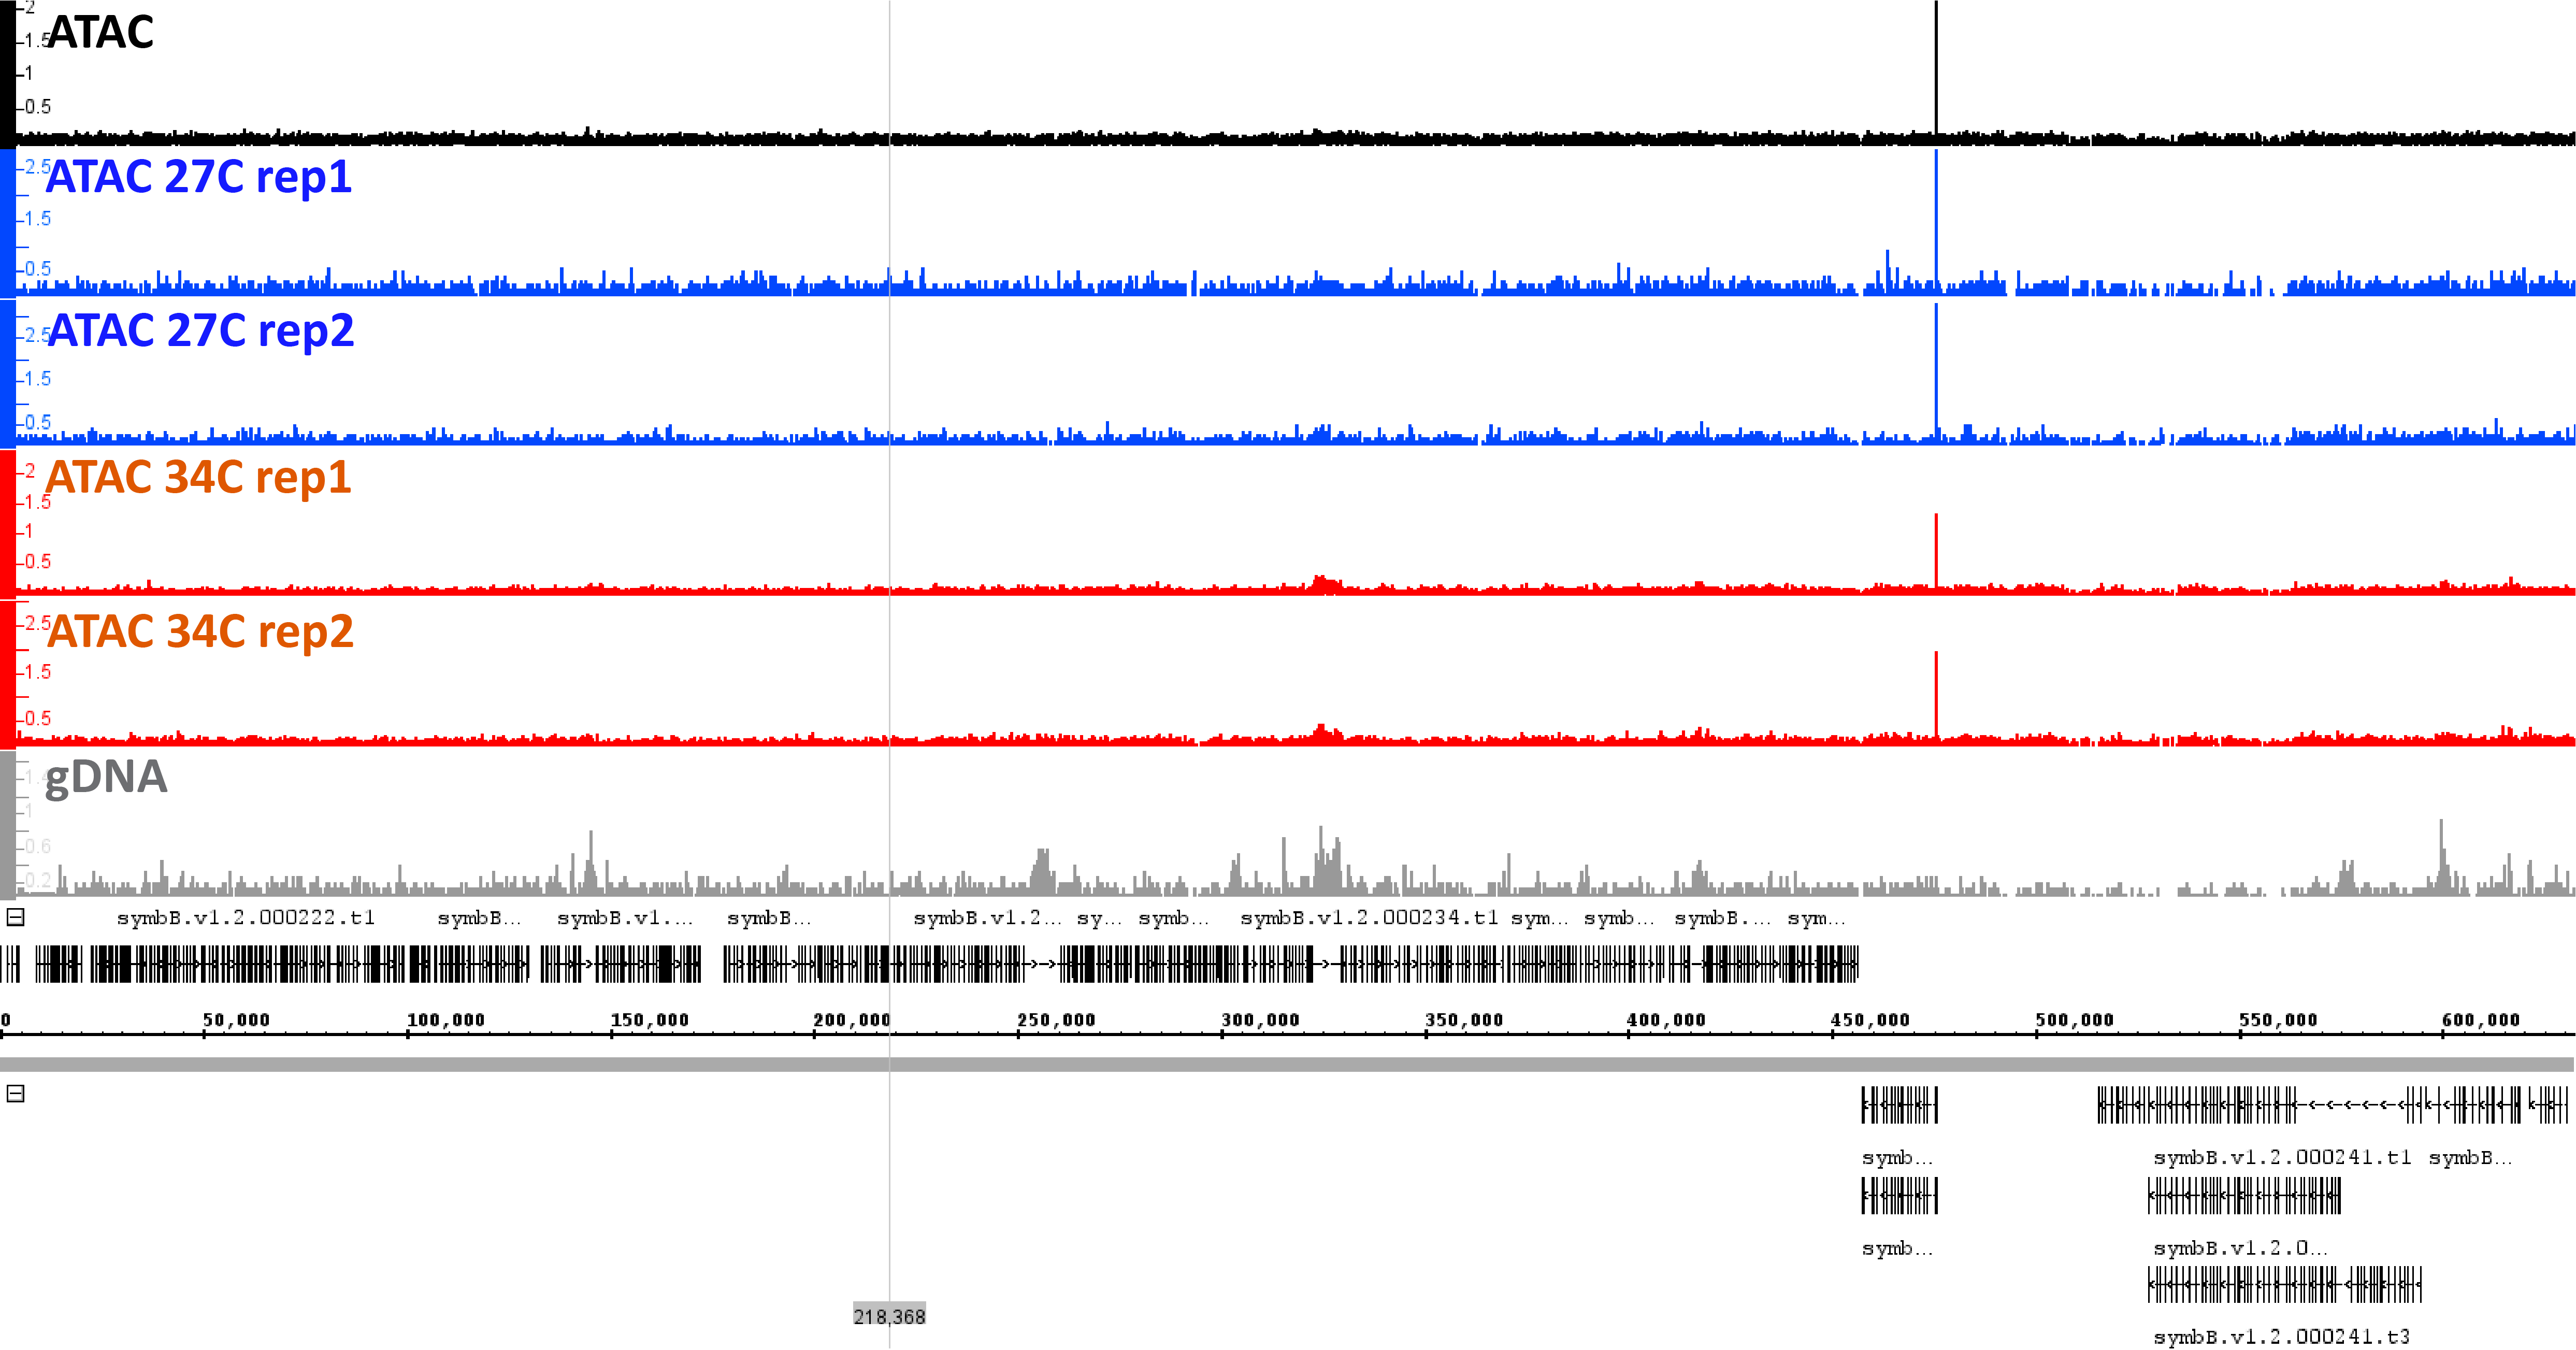 2
ATAC
1.5
1
0.5
2.5
ATAC 27C rep1
1.5
0.5
ATAC 27C rep2
2.5
1.5
0.5
2
ATAC 34C rep1
1.5
1
0.5
ATAC 34C rep2
2.5
1.5
0.5
gDNA
1
0.6
0.2
symbB.v1.2.000222.t1 symbB... symbB.v1.... symbB... symbB.v1.2... sy... symb... symbB.v1.2.000234.t1 sym... symb... symbB.... sym...
0 50,000 100,000 150,000 200,000 250,000 300,000 350,000 400,000 450,000 500,000 550,000 600,000
symb... symbB.v1.2.000241.t1 symbB...
symb... symbB.v1.2.0...
218,368
symbB.v1.2.000241.t3